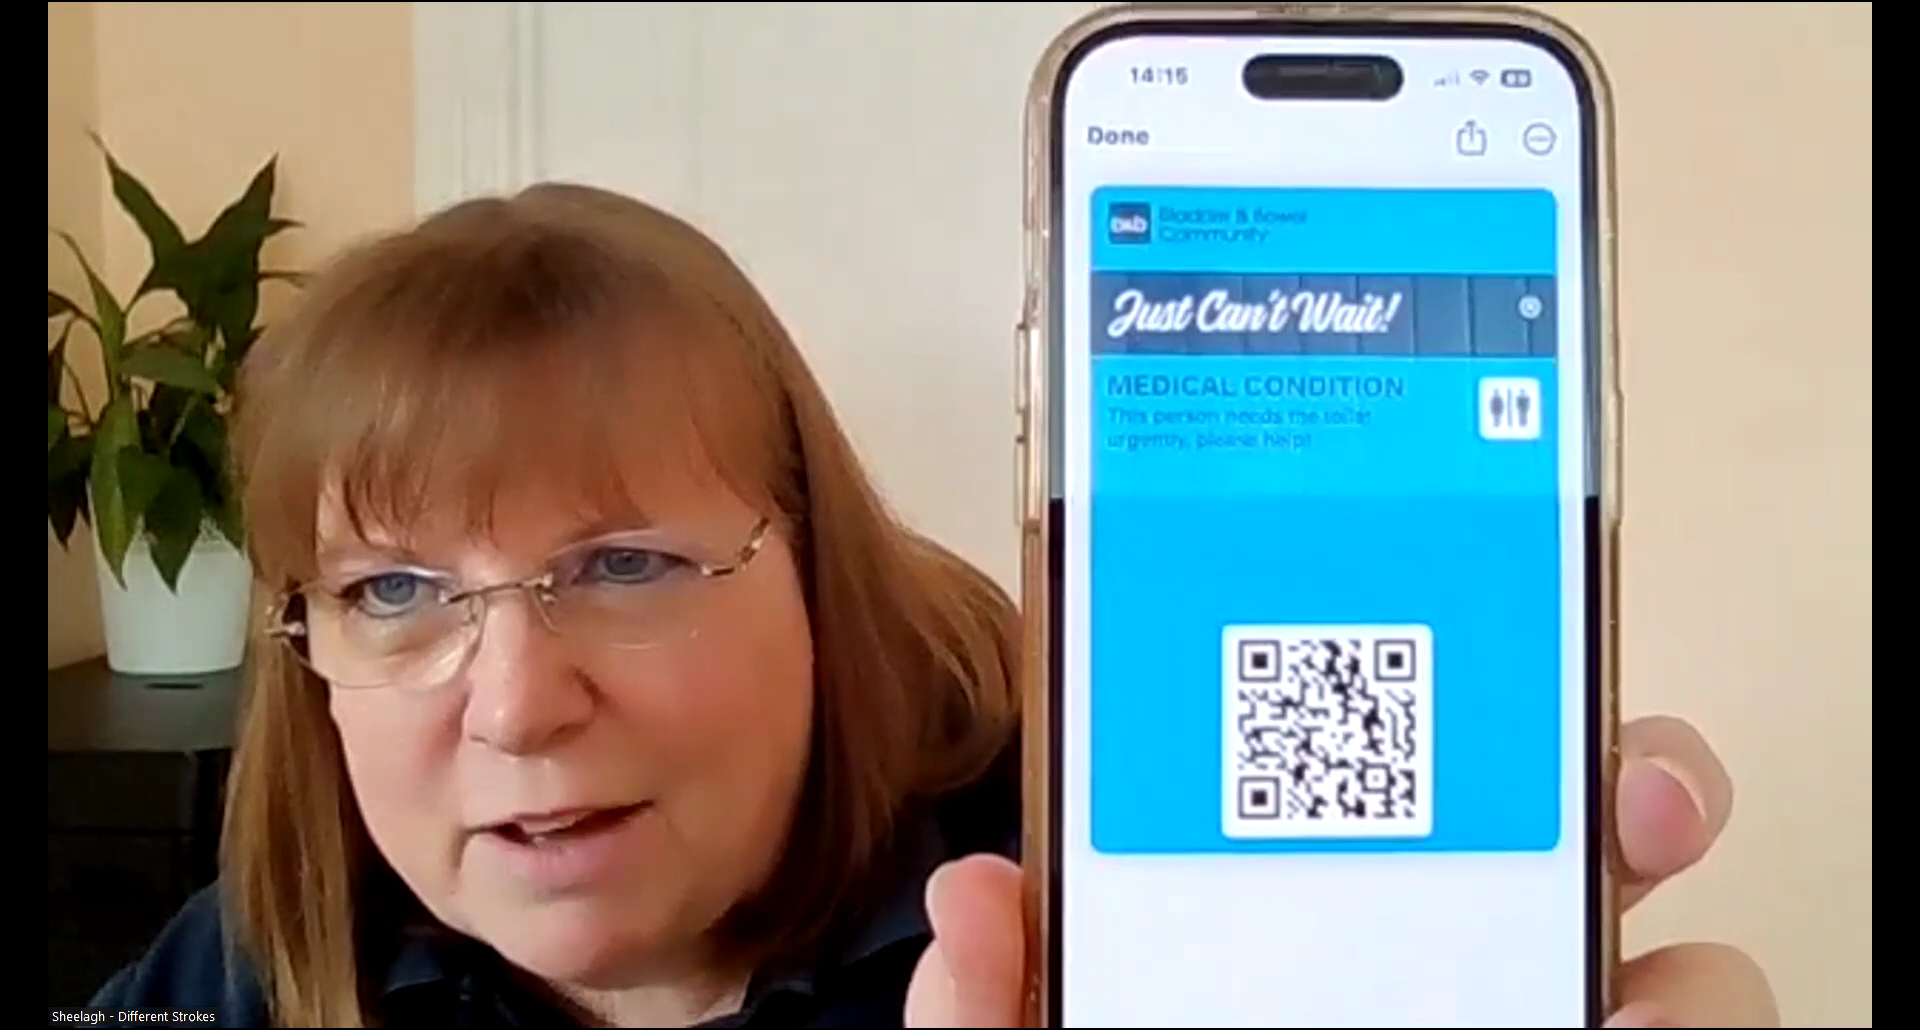 14:15
Done
B&B
Bladder & Bowel
Community
Just Can't Wait!
MEDICAL CONDITION
This person needs the toilet
urgently, please help!
Sheelagh - Different Strokes